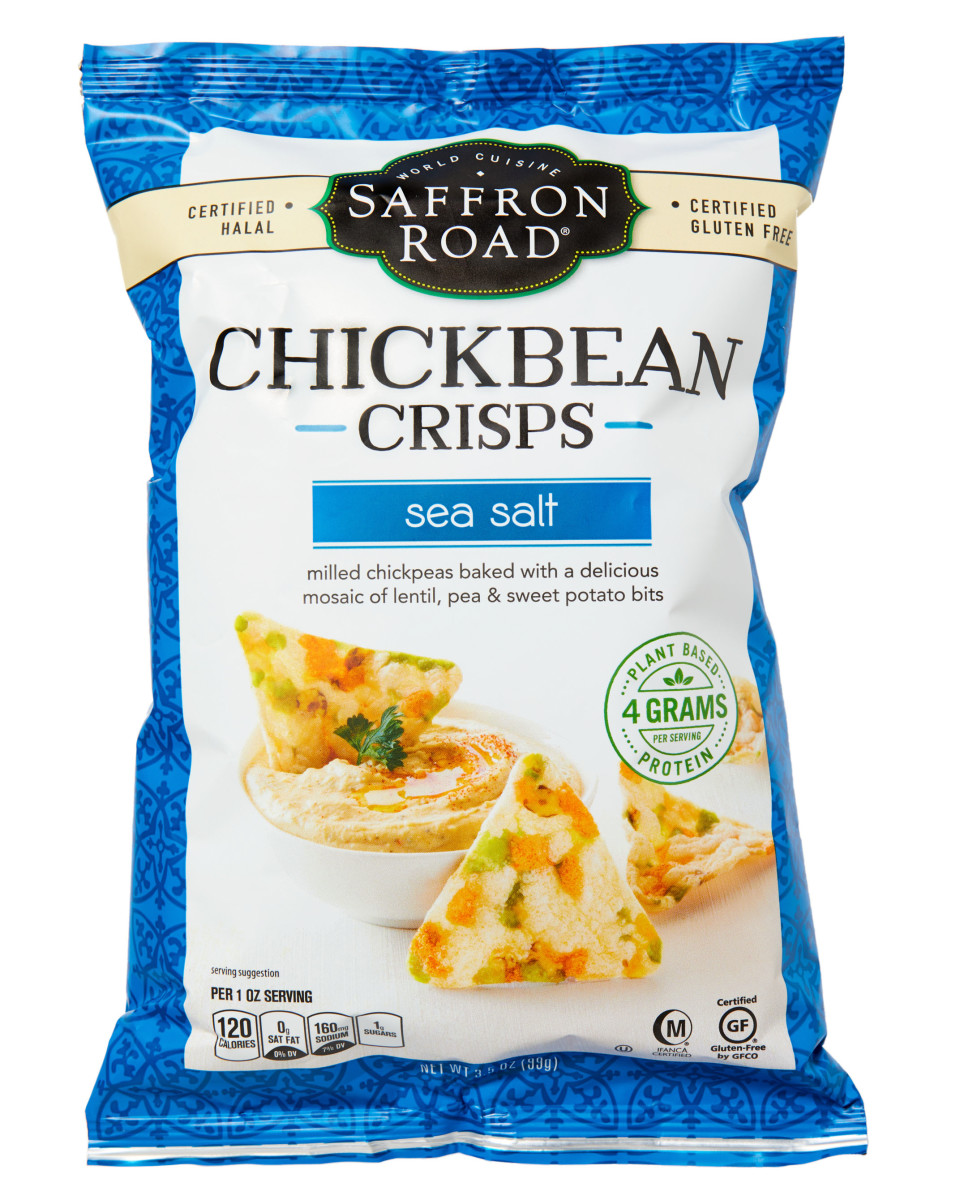 WORLD CUISINE
SAFFRON
ROAD®
CERTIFIED •
HALAL
• CERTIFIED
GLUTEN FREE
CHICKBEAN
CRISPS
sea salt
milled chickpeas baked with a delicious
mosaic of lentil, pea & sweet potato bits
PLANT BASED
4 GRAMS
PER SERVING
PROTEIN
serving suggestion
PER 1 OZ SERVING
120
CALORIES
0g
SAT FAT
0% DV
160mg
SODIUM
7% DV
1g
SUGARS
U
M
IFANCA
CERTIFIED
Certified
GF
Gluten-Free
by GFCO
NET WT 3.5 OZ (99g)